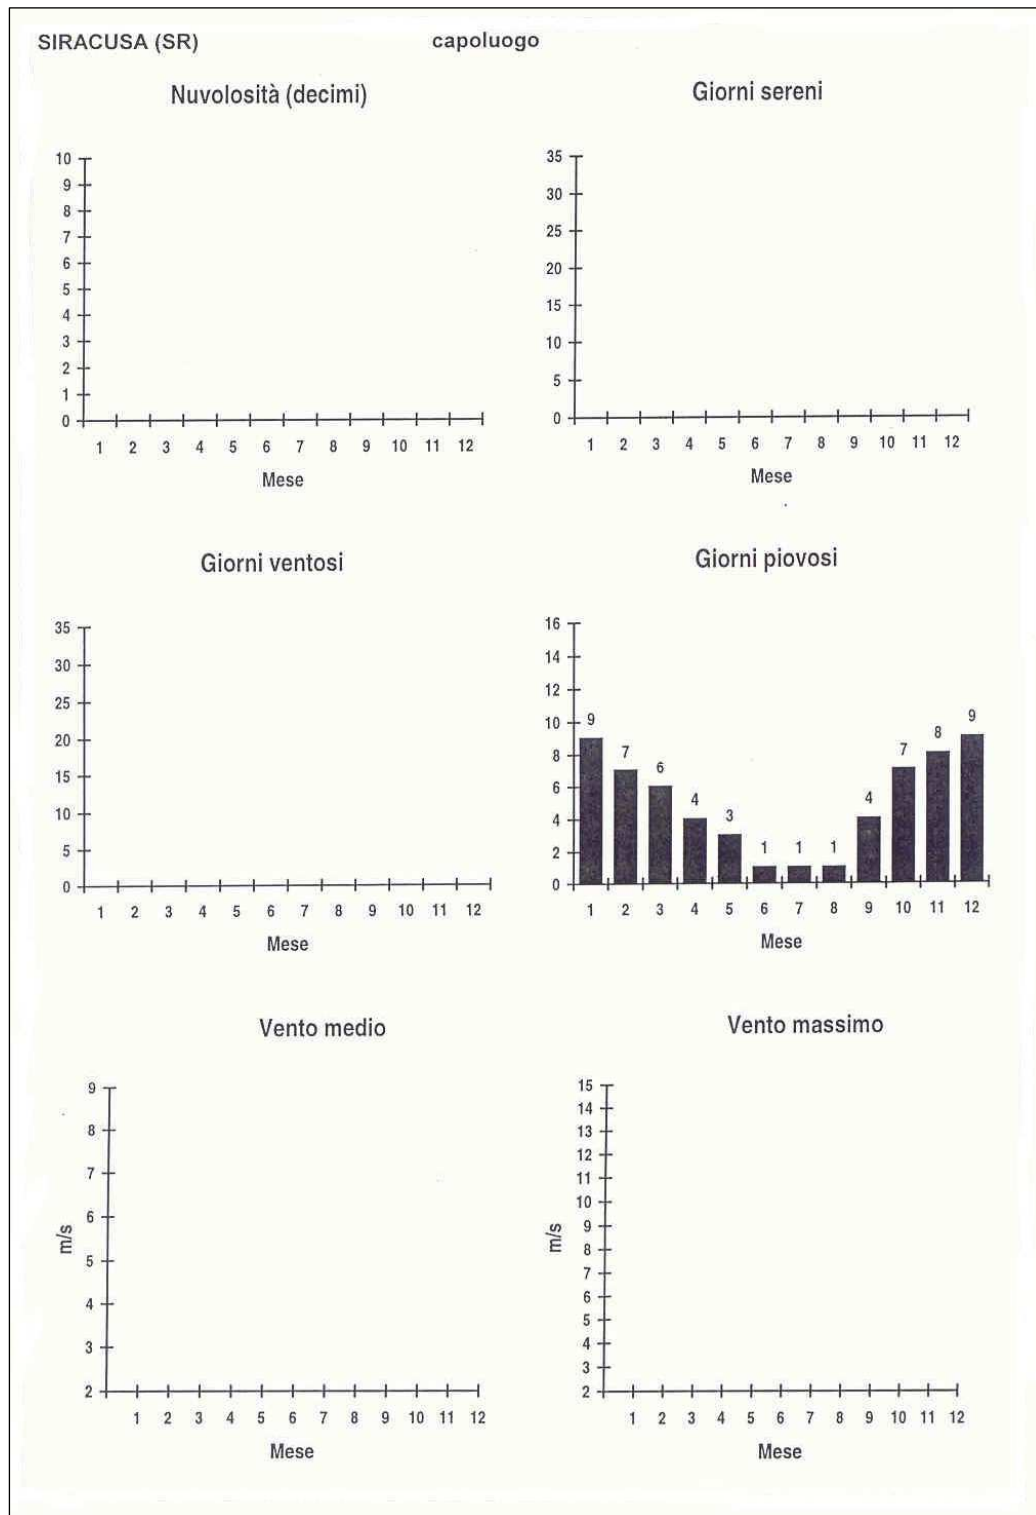 SIRACUSA (SR) capoluogo
Nuvolosità (decimi)
10
9
8
7
6
5
4
3
2
1
0
1 2 3 4 5 6 7 8 9 10 11 12
Mese
Giorni sereni
35
30
25
20
15
10
5
0
1 2 3 4 5 6 7 8 9 10 11 12
Mese
Giorni ventosi
35
30
25
20
15
10
5
0
1 2 3 4 5 6 7 8 9 10 11 12
Mese
Giorni piovosi
16
14
12
10
8
6
4
2
0
9 7 6 4 3 1 1 1 4 7 8 9
1 2 3 4 5 6 7 8 9 10 11 12
Mese
Vento medio
m/s
9
8
7
6
5
4
3
2
1 2 3 4 5 6 7 8 9 10 11 12
Mese
Vento massimo
m/s
15
14
13
12
11
10
9
8
7
6
5
4
3
2
1 2 3 4 5 6 7 8 9 10 11 12
Mese